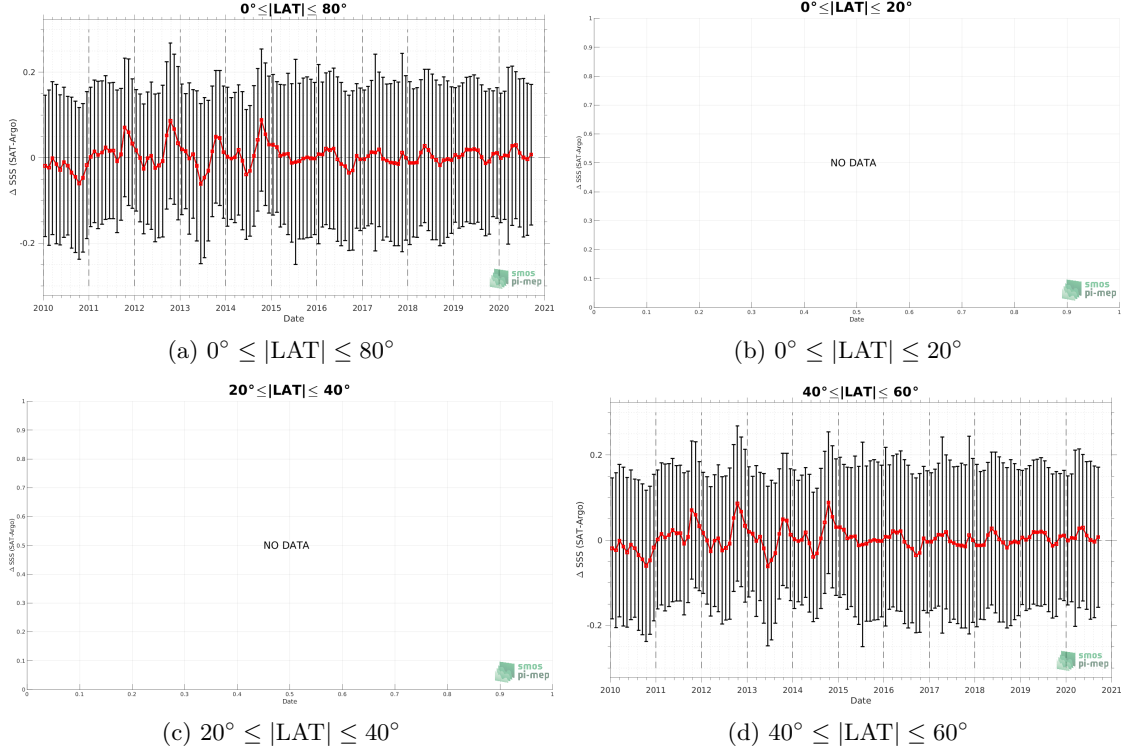 0°≤|LAT|≤ 80°
Δ SSS (SAT-Argo)
0.2
0
-0.2
2010 2011 2012 2013 2014 2015 2016 2017 2018 2019 2020 2021
Date
smos
pi-mep
(a) 0° ≤ |LAT| ≤ 80°
0°≤|LAT|≤ 20°
Δ SSS (SAT-Argo)
1
0.9
0.8
0.7
0.6
0.5
0.4
0.3
0.2
0.1
0
NO DATA
0 0.1 0.2 0.3 0.4 0.5 0.6 0.7 0.8 0.9 1
Date
smos
pi-mep
(b) 0° ≤ |LAT| ≤ 20°
20°≤|LAT|≤ 40°
Δ SSS (SAT-Argo)
1
0.9
0.8
0.7
0.6
0.5
0.4
0.3
0.2
0.1
0
NO DATA
0 0.1 0.2 0.3 0.4 0.5 0.6 0.7 0.8 0.9 1
Date
smos
pi-mep
(c) 20° ≤ |LAT| ≤ 40°
40°≤|LAT|≤ 60°
Δ SSS (SAT-Argo)
0.2
0
-0.2
2010 2011 2012 2013 2014 2015 2016 2017 2018 2019 2020 2021
Date
smos
pi-mep
(d) 40° ≤ |LAT| ≤ 60°